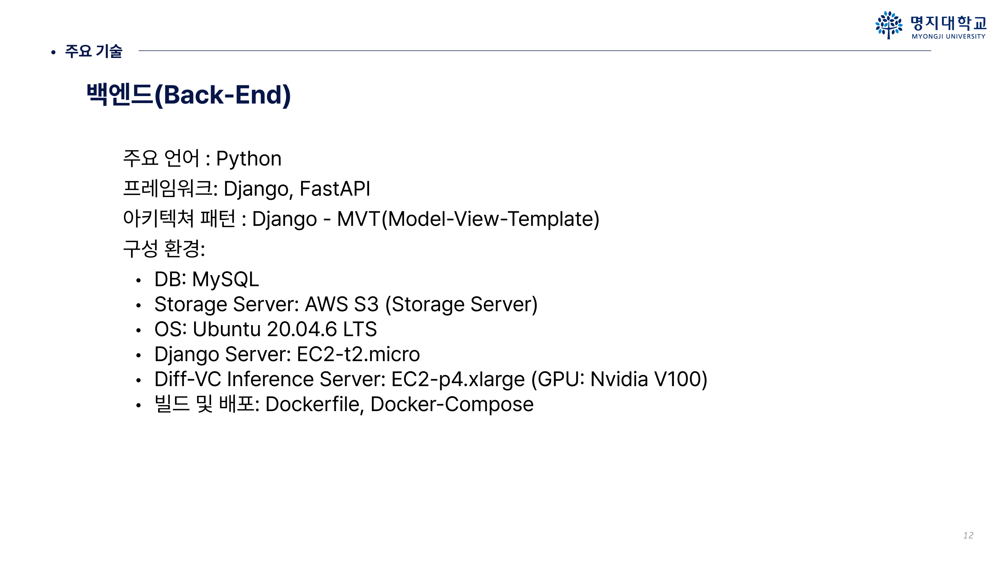 명지대학교
MYONGJI UNIVERSITY
• 주요 기술
백엔드(Back-End)
주요 언어 : Python
프레임워크: Django, FastAPI
아키텍쳐 패턴 : Django - MVT(Model-View-Template)
구성 환경:
• DB: MySQL
• Storage Server: AWS S3 (Storage Server)
• OS: Ubuntu 20.04.6 LTS
• Django Server: EC2-t2.micro
• Diff-VC Inference Server: EC2-p4.xlarge (GPU: Nvidia V100)
• 빌드 및 배포: Dockerfile, Docker-Compose
12